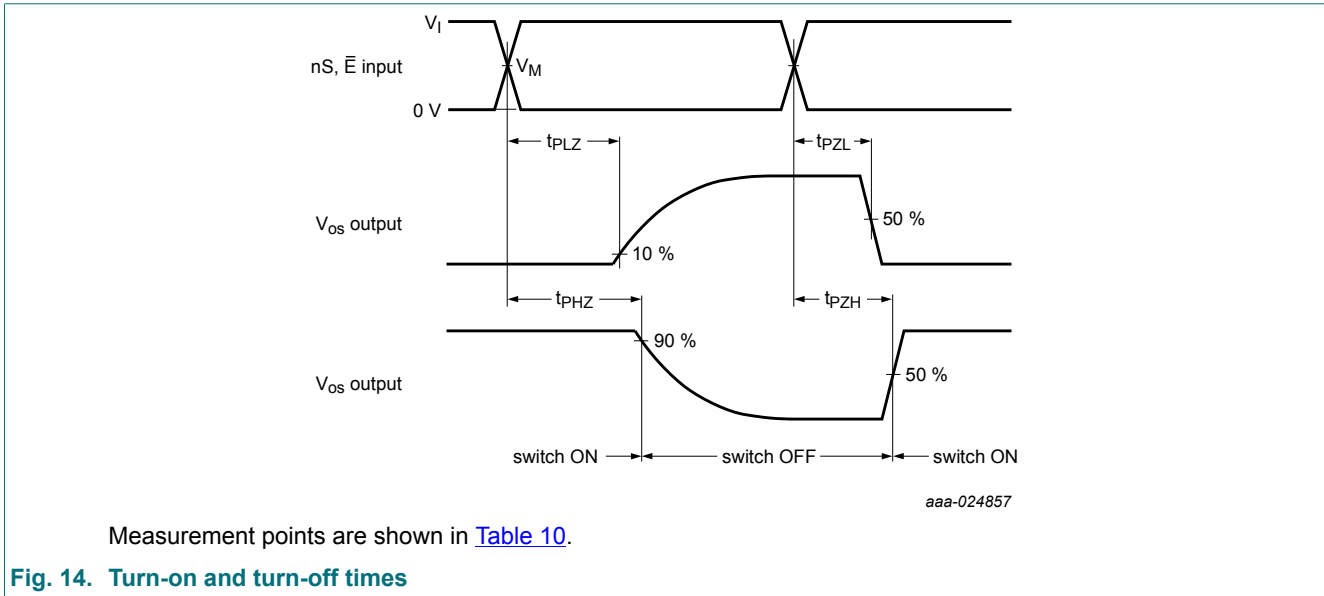 V_I
nS, E̅ input
V_M
0 V
t_PLZ
t_PZL
V_os output
50 %
10 %
t_PHZ
t_PZH
90 %
V_os output
50 %
switch ON
switch OFF
switch ON
aaa-024857
Measurement points are shown in Table 10.
Fig. 14. Turn-on and turn-off times